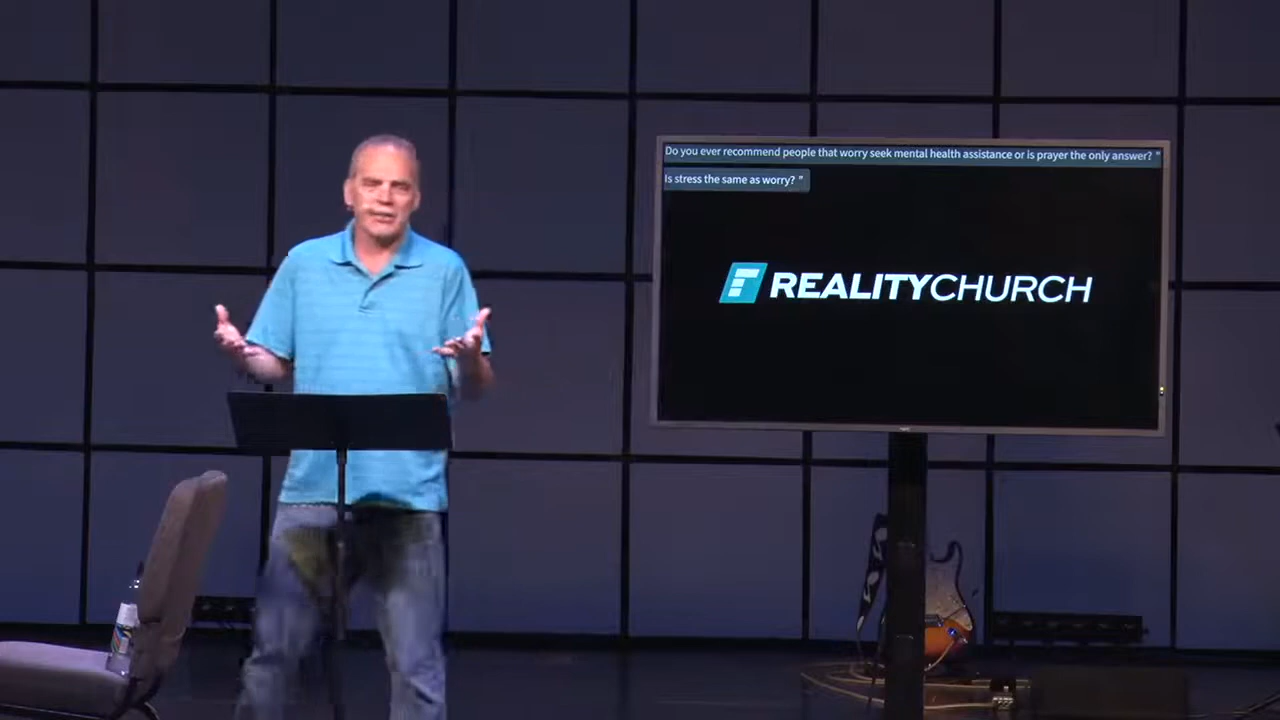 Do you ever recommend people that worry seek mental health assistance or is prayer the only answer? "
Is stress the same as worry? "
REALITYCHURCH